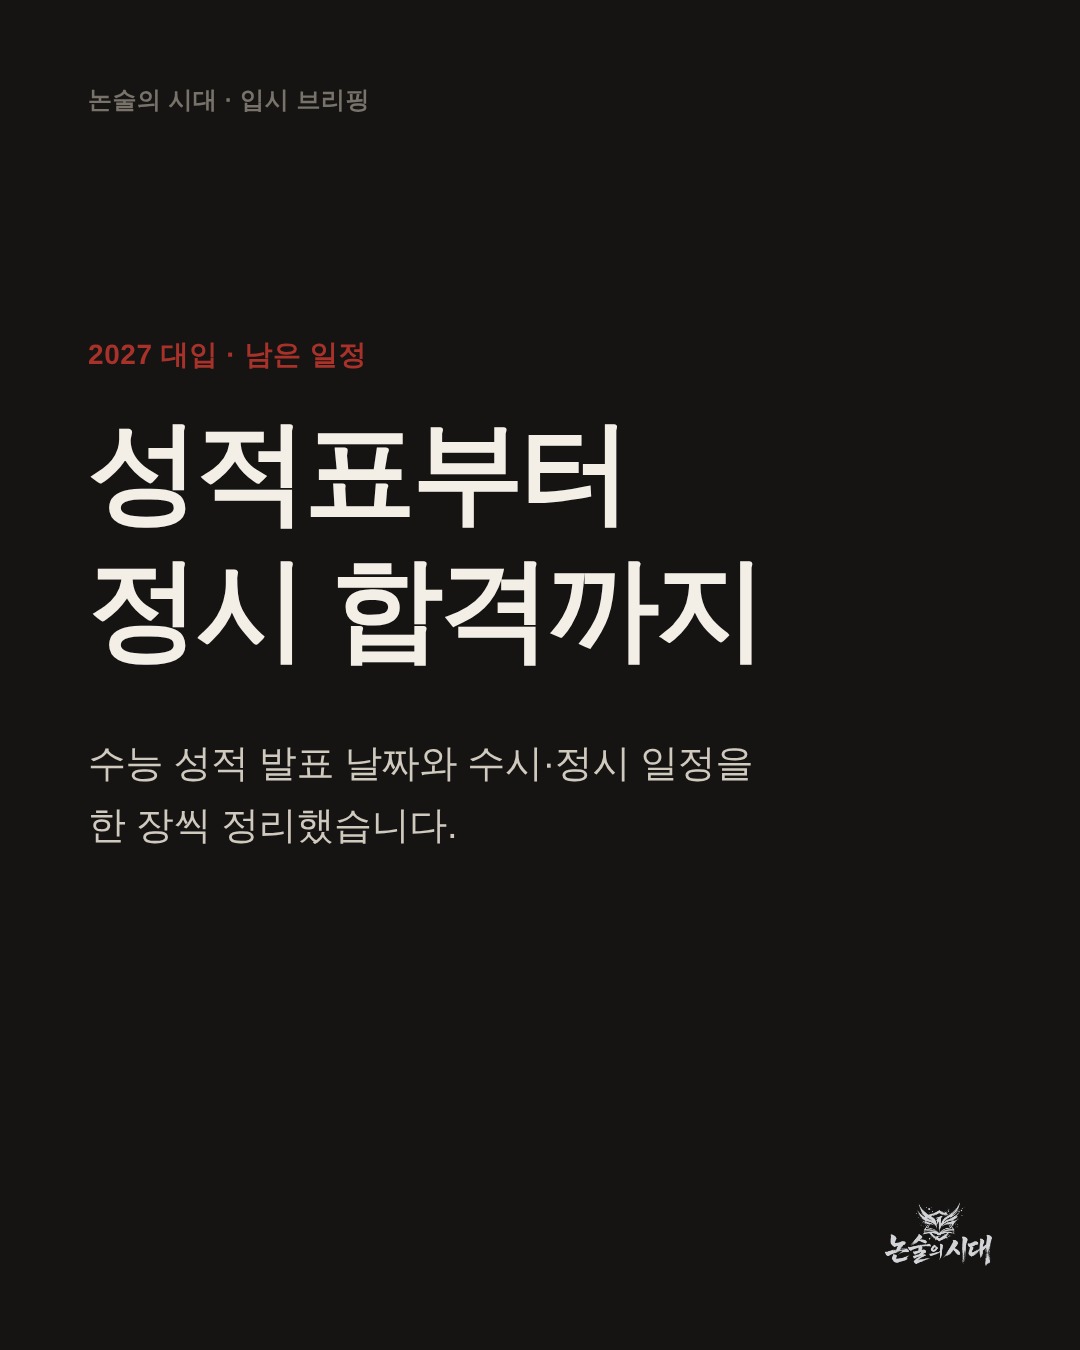 논술의 시대 · 입시 브리핑
2027 대입 · 남은 일정
성적표부터
정시 합격까지
수능 성적 발표 날짜와 수시·정시 일정을
한 장씩 정리했습니다.
논술의시대